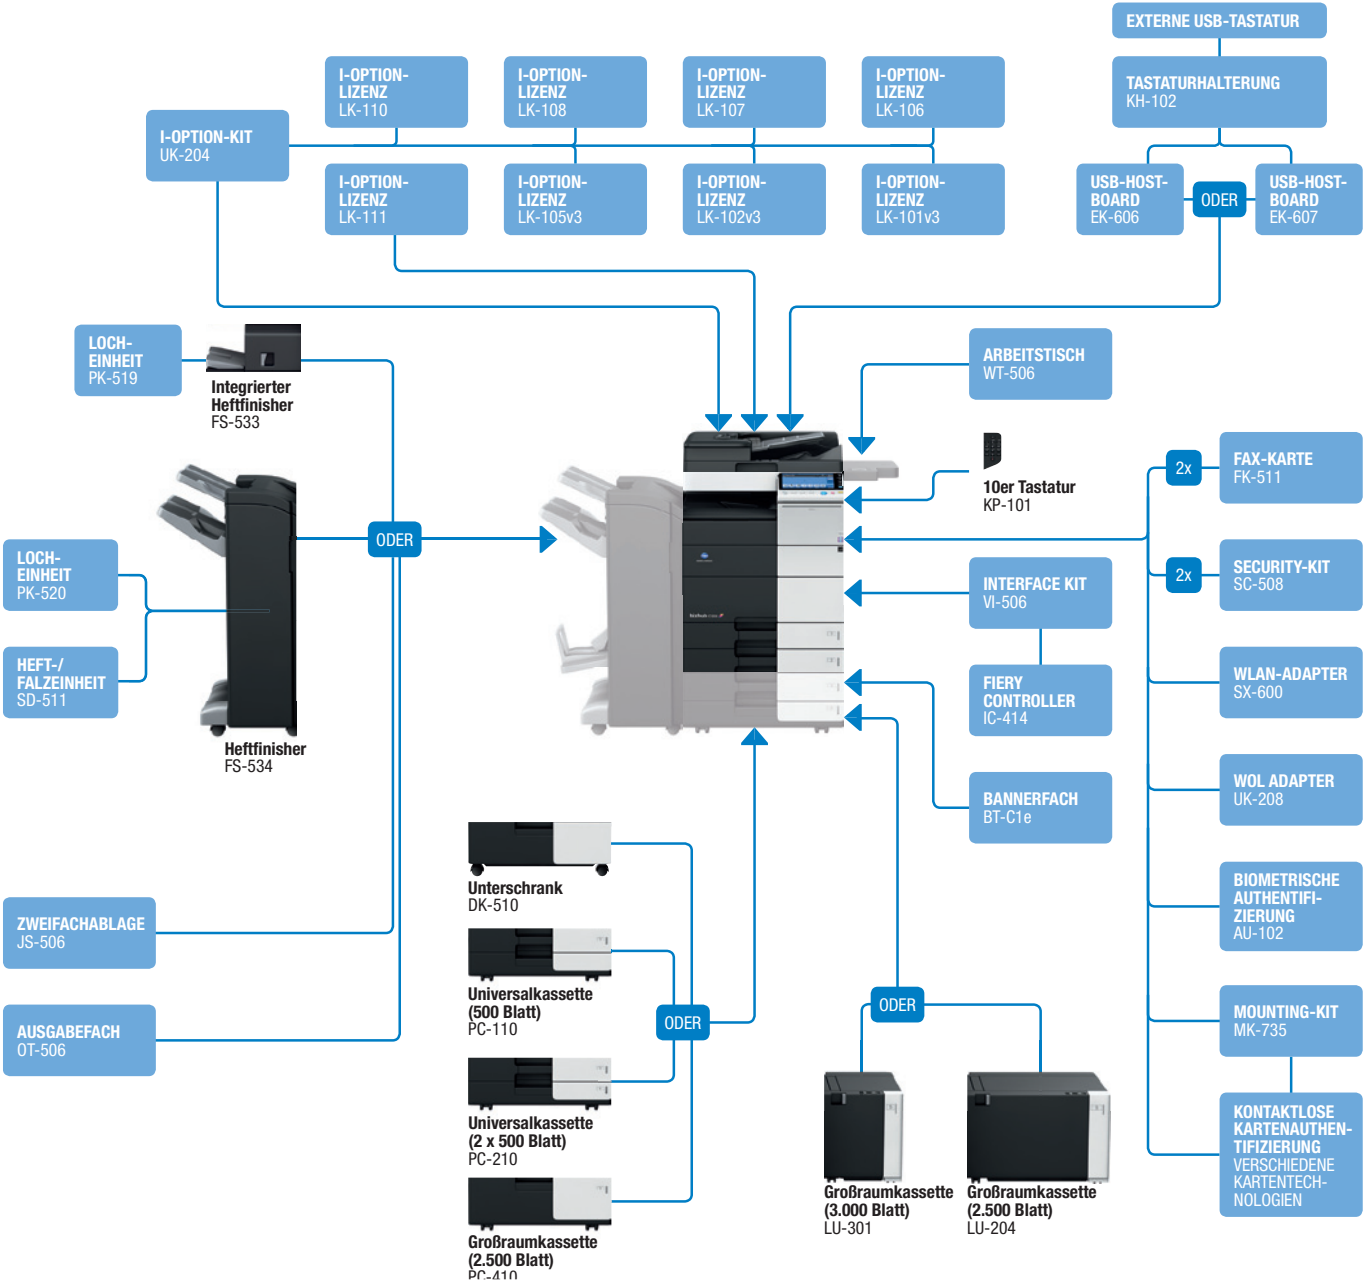 EXTERNE USB-TASTATUR
TASTATURHALTERUNG
KH-102
I-OPTION-
LIZENZ
LK-110
I-OPTION-
LIZENZ
LK-108
I-OPTION-
LIZENZ
LK-107
I-OPTION-
LIZENZ
LK-106
I-OPTION-KIT
UK-204
I-OPTION-
LIZENZ
LK-111
I-OPTION-
LIZENZ
LK-105v3
I-OPTION-
LIZENZ
LK-102v3
I-OPTION-
LIZENZ
LK-101v3
USB-HOST-
BOARD
EK-606
ODER
USB-HOST-
BOARD
EK-607
LOCH-
EINHEIT
PK-519
Integrierter
Heftfinisher
FS-533
ARBEITSTISCH
WT-506
10er Tastatur
KP-101
2x
FAX-KARTE
FK-511
ODER
LOCH-
EINHEIT
PK-520
HEFT-/
FALZEINHEIT
SD-511
Heftfinisher
FS-534
INTERFACE KIT
VI-506
2x
SECURITY-KIT
SC-508
FIERY
CONTROLLER
IC-414
WLAN-ADAPTER
SX-600
BANNERFACH
BT-C1e
WOL ADAPTER
UK-208
Unterschrank
DK-510
BIOMETRISCHE
AUTHENTIFI-
ZIERUNG
AU-102
ZWEIFACHABLAGE
JS-506
Universalkassette
(500 Blatt)
PC-110
ODER
ODER
MOUNTING-KIT
MK-735
AUSGABEFACH
OT-506
Universalkassette
(2 x 500 Blatt)
PC-210
KONTAKTLOSE
KARTENAUTHEN-
TIFIZIERUNG
VERSCHIEDENE
KARTENTECH-
NOLOGIEN
Großraumkassette
(3.000 Blatt)
LU-301
Großraumkassette
(2.500 Blatt)
LU-204
Großraumkassette
(2.500 Blatt)
PC-410